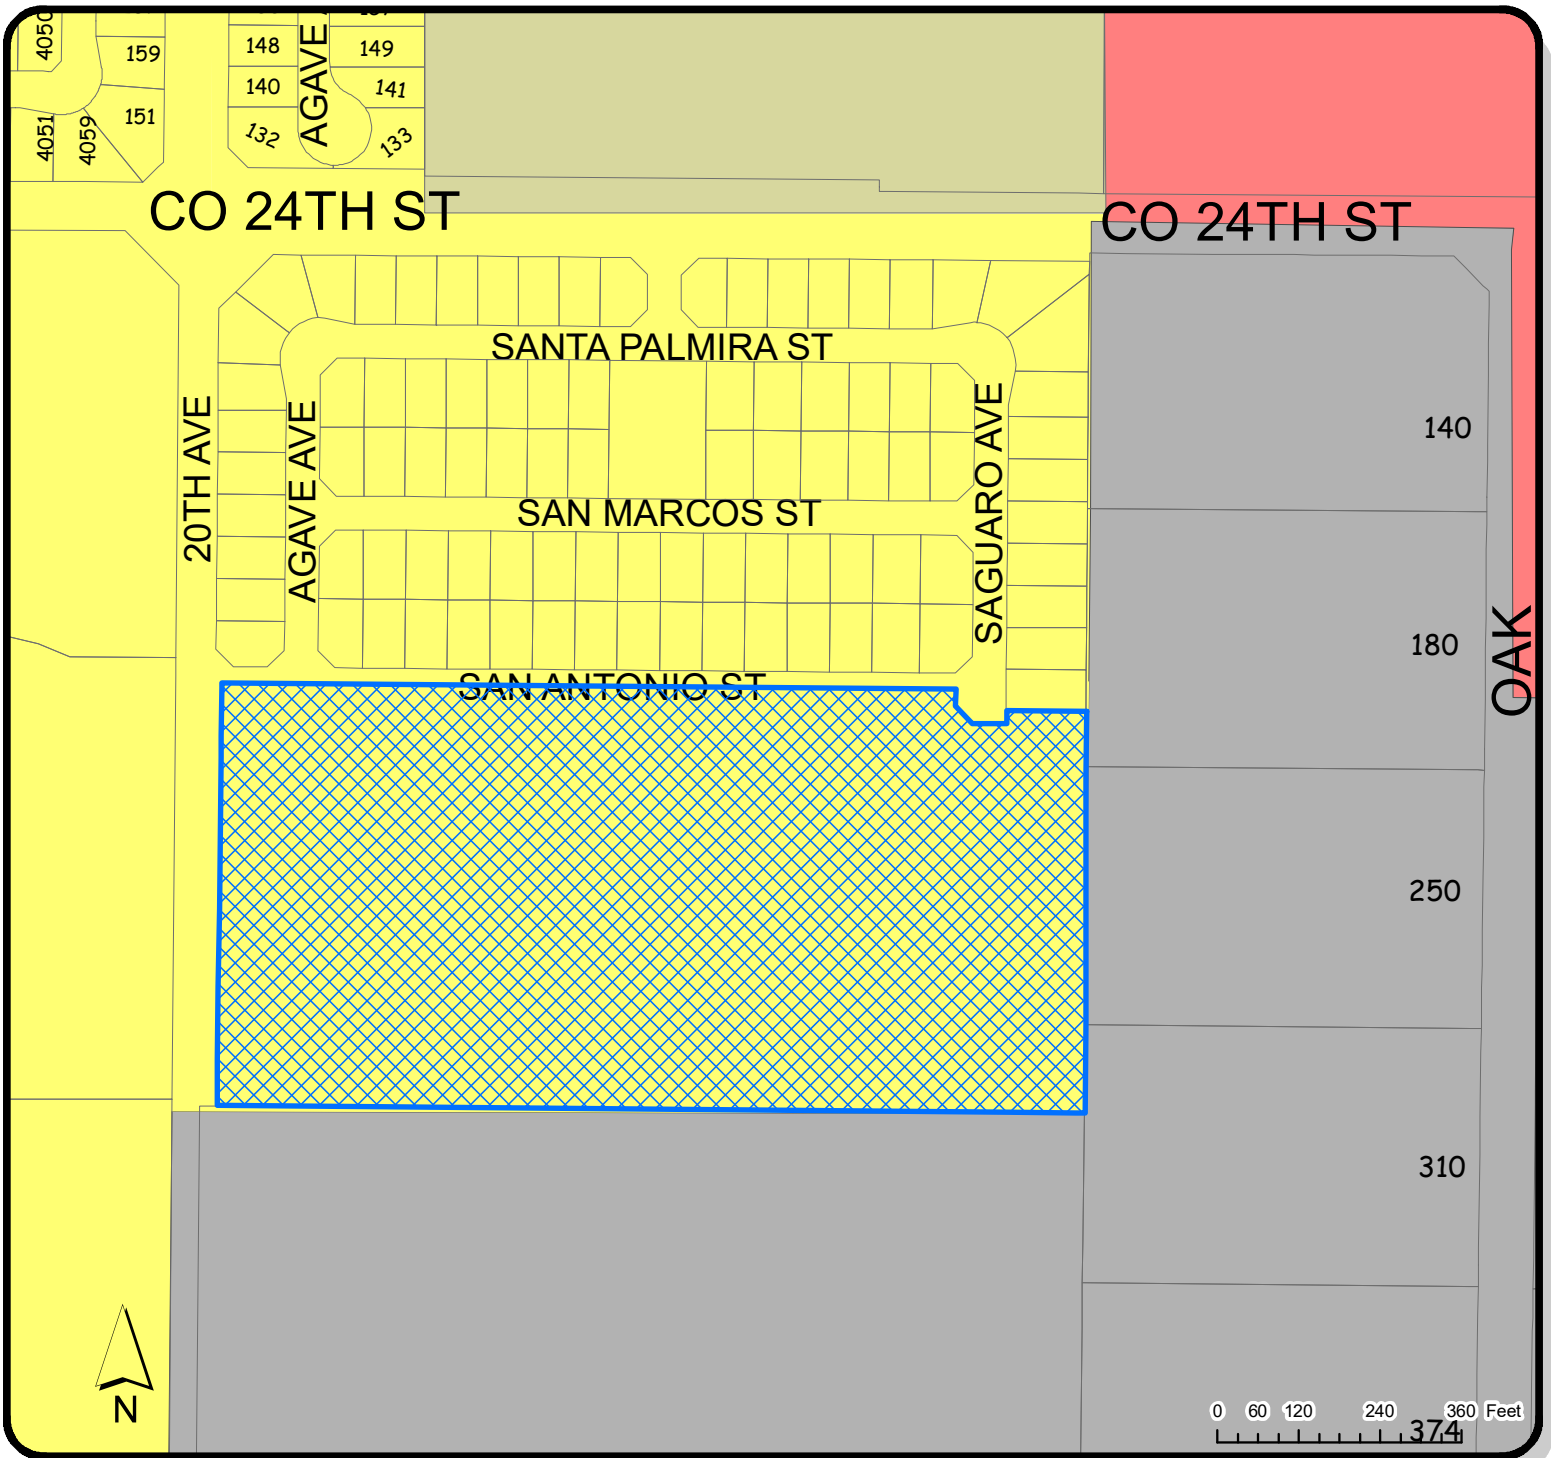 4050
159
148
149
140
141
AGAVE
151
132
133
4051
4059
CO 24TH ST
CO 24TH ST
SANTA PALMIRA ST
20TH AVE
AGAVE AVE
SAGUARO AVE
140
SAN MARCOS ST
180
OAK
SAN ANTONIO ST
250
310
N
0 60 120 240 360 Feet
374